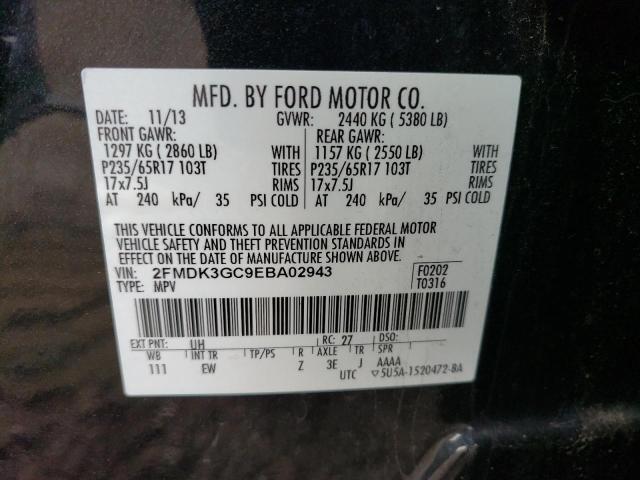 MFD. BY FORD MOTOR CO.
DATE: 11/13 GVWR: 2440 KG ( 5380 LB)
FRONT GAWR: REAR GAWR:
1297 KG ( 2860 LB) WITH 1157 KG ( 2550 LB) WITH
P235/65R17 103T TIRES P235/65R17 103T TIRES
17x7.5J RIMS 17x7.5J RIMS
AT 240 kPa/ 35 PSI COLD AT 240 kPa/ 35 PSI COLD
THIS VEHICLE CONFORMS TO ALL APPLICABLE FEDERAL MOTOR
VEHICLE SAFETY AND THEFT PREVENTION STANDARDS IN
EFFECT ON THE DATE OF MANUFACTURE SHOWN ABOVE.
VIN: 2FMDK3GC9EBA02943 F0202
TYPE: MPV T0316
EXT PNT: UH RC: 27 DSO:
WB INT TR TP/PS R AXLE TR SPR
111 EW Z 3E J AAAA
UTC ▽5U5A-1520472-BA